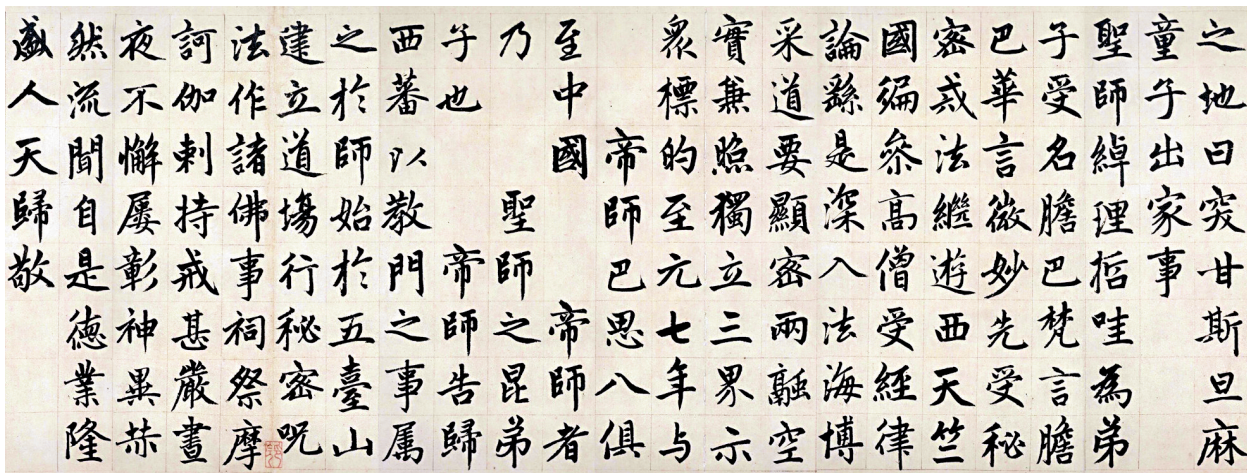 之地曰突甘斯旦麻
童子出家事
聖師綽理哲哇為弟
子受名膽巴梵言膽
巴華言微妙先受秘
密戒法繼遊西天竺
國編叅高僧受經律
論繇是深入法海博
采道要顯密兩融空
實兼照獨立三界示
眾標的至元七年与
帝師巴思八俱
至中國 帝師者
乃 聖師之昆弟
子也 帝師告歸
西蕃以教門之事属
之於師始於五臺山
建立道場行秘密呪
法作諸佛事祠祭摩
訶伽剌持戒甚嚴晝
夜不懈屢彰神異赫
然流聞自是德業隆
盛人天歸敬